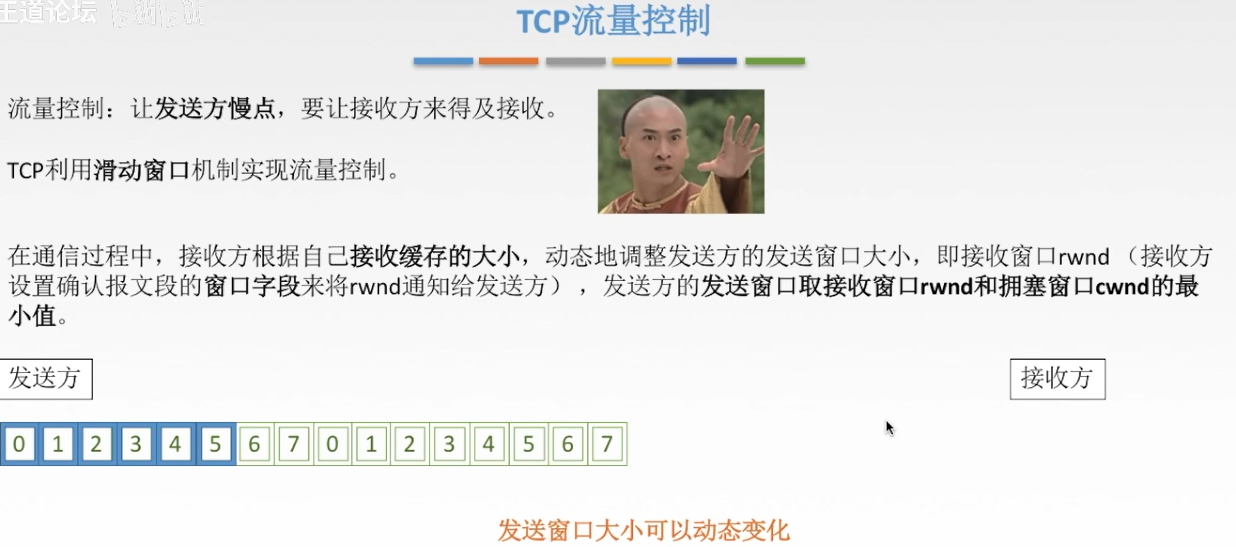 王道论坛
TCP流量控制
流量控制：让发送方慢点，要让接收方来得及接收。
TCP利用滑动窗口机制实现流量控制。
在通信过程中，接收方根据自己接收缓存的大小，动态地调整发送方的发送窗口大小，即接收窗口rwnd（接收方
设置确认报文段的窗口字段来将rwnd通知给发送方），发送方的发送窗口取接收窗口rwnd和拥塞窗口cwnd的最
小值。
发送方 接收方
0 1 2 3 4 5 6 7 0 1 2 3 4 5 6 7
发送窗口大小可以动态变化